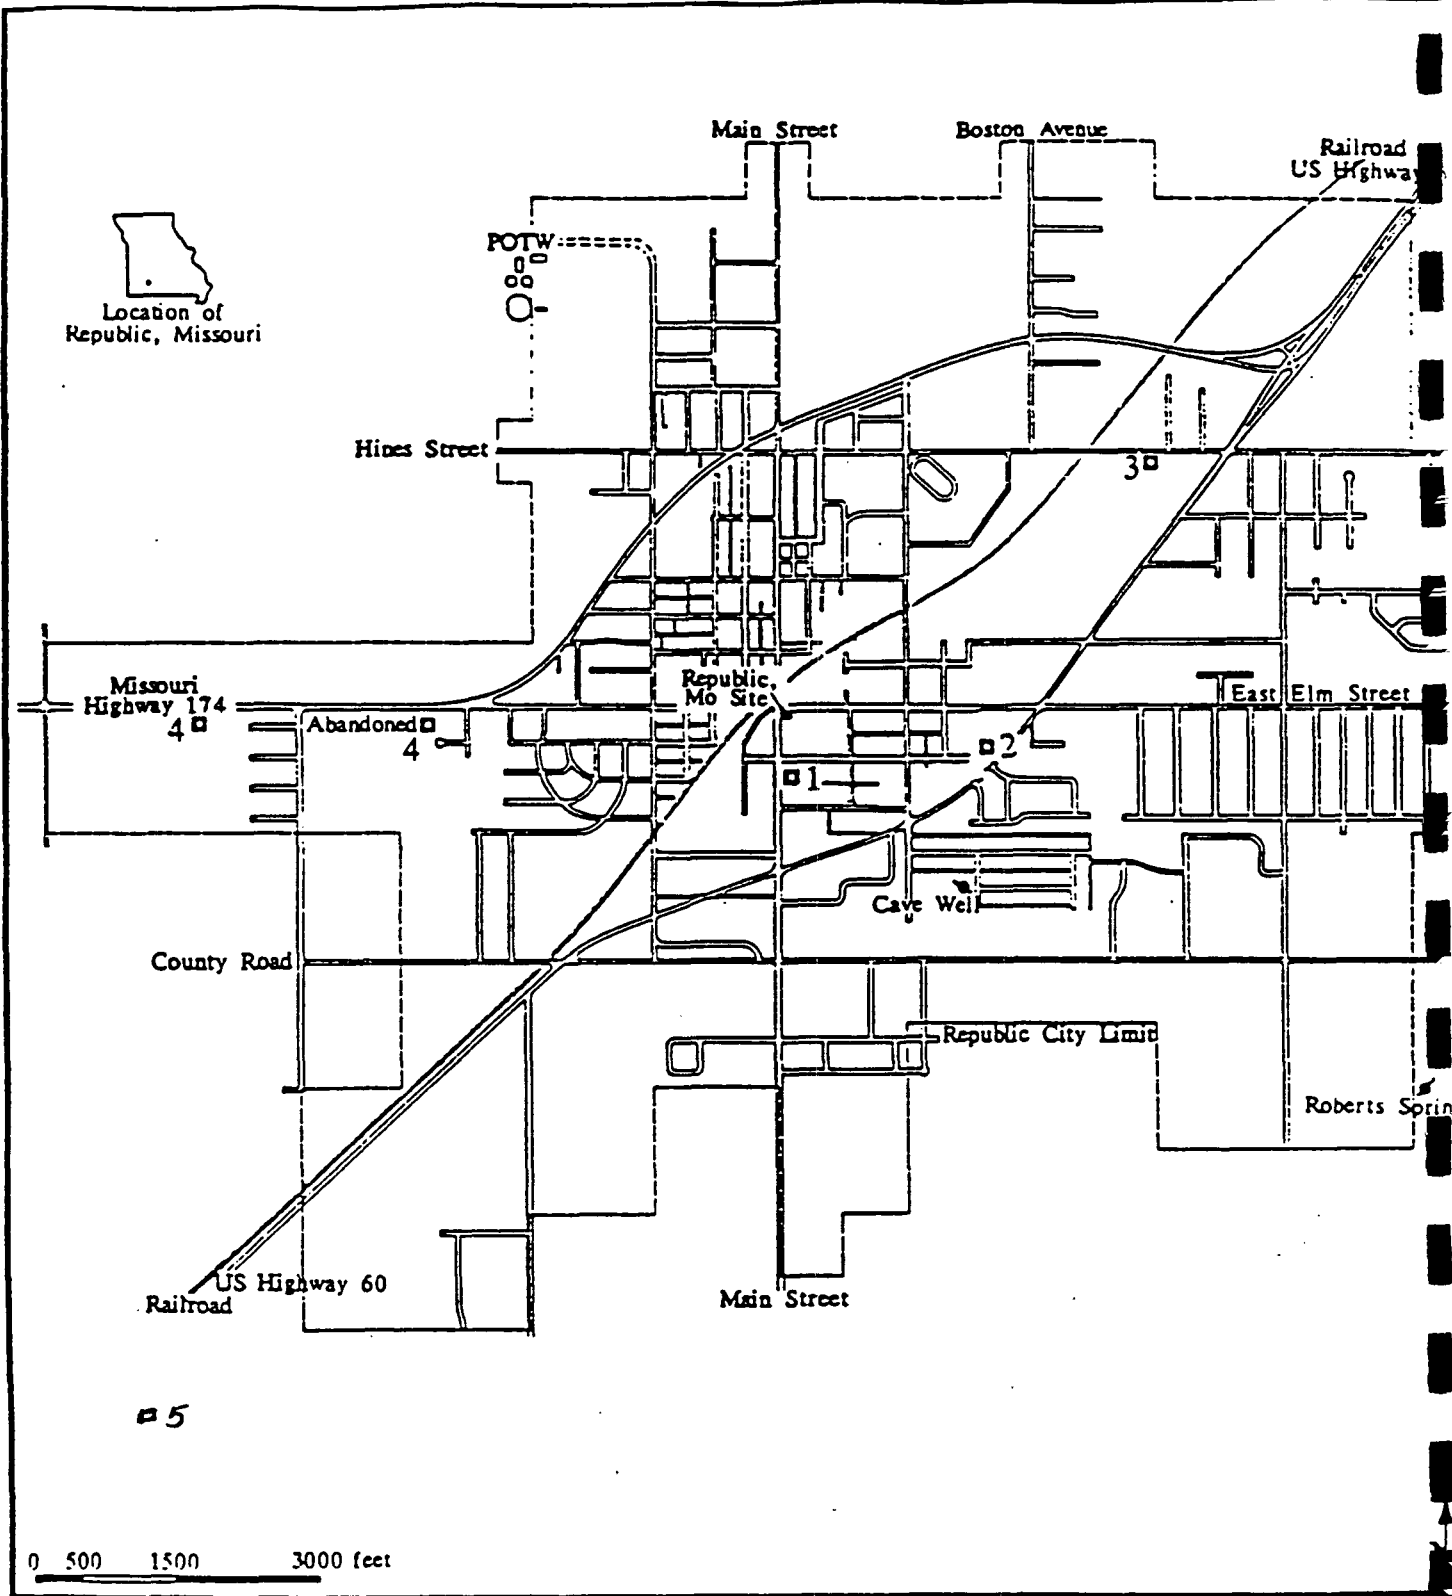 Main Street
Boston Avenue
Railroad
US Highway
POTW
Location of
Republic, Missouri
Hines Street
3
Missouri
Highway 174
4
Abandoned
4
Republic,
Mo Site
East Elm Street
2
1
Cave Well
County Road
Republic City Limit
Roberts Sprin
US Highway 60
Railroad
Main Street
5
0 500 1500 3000 feet